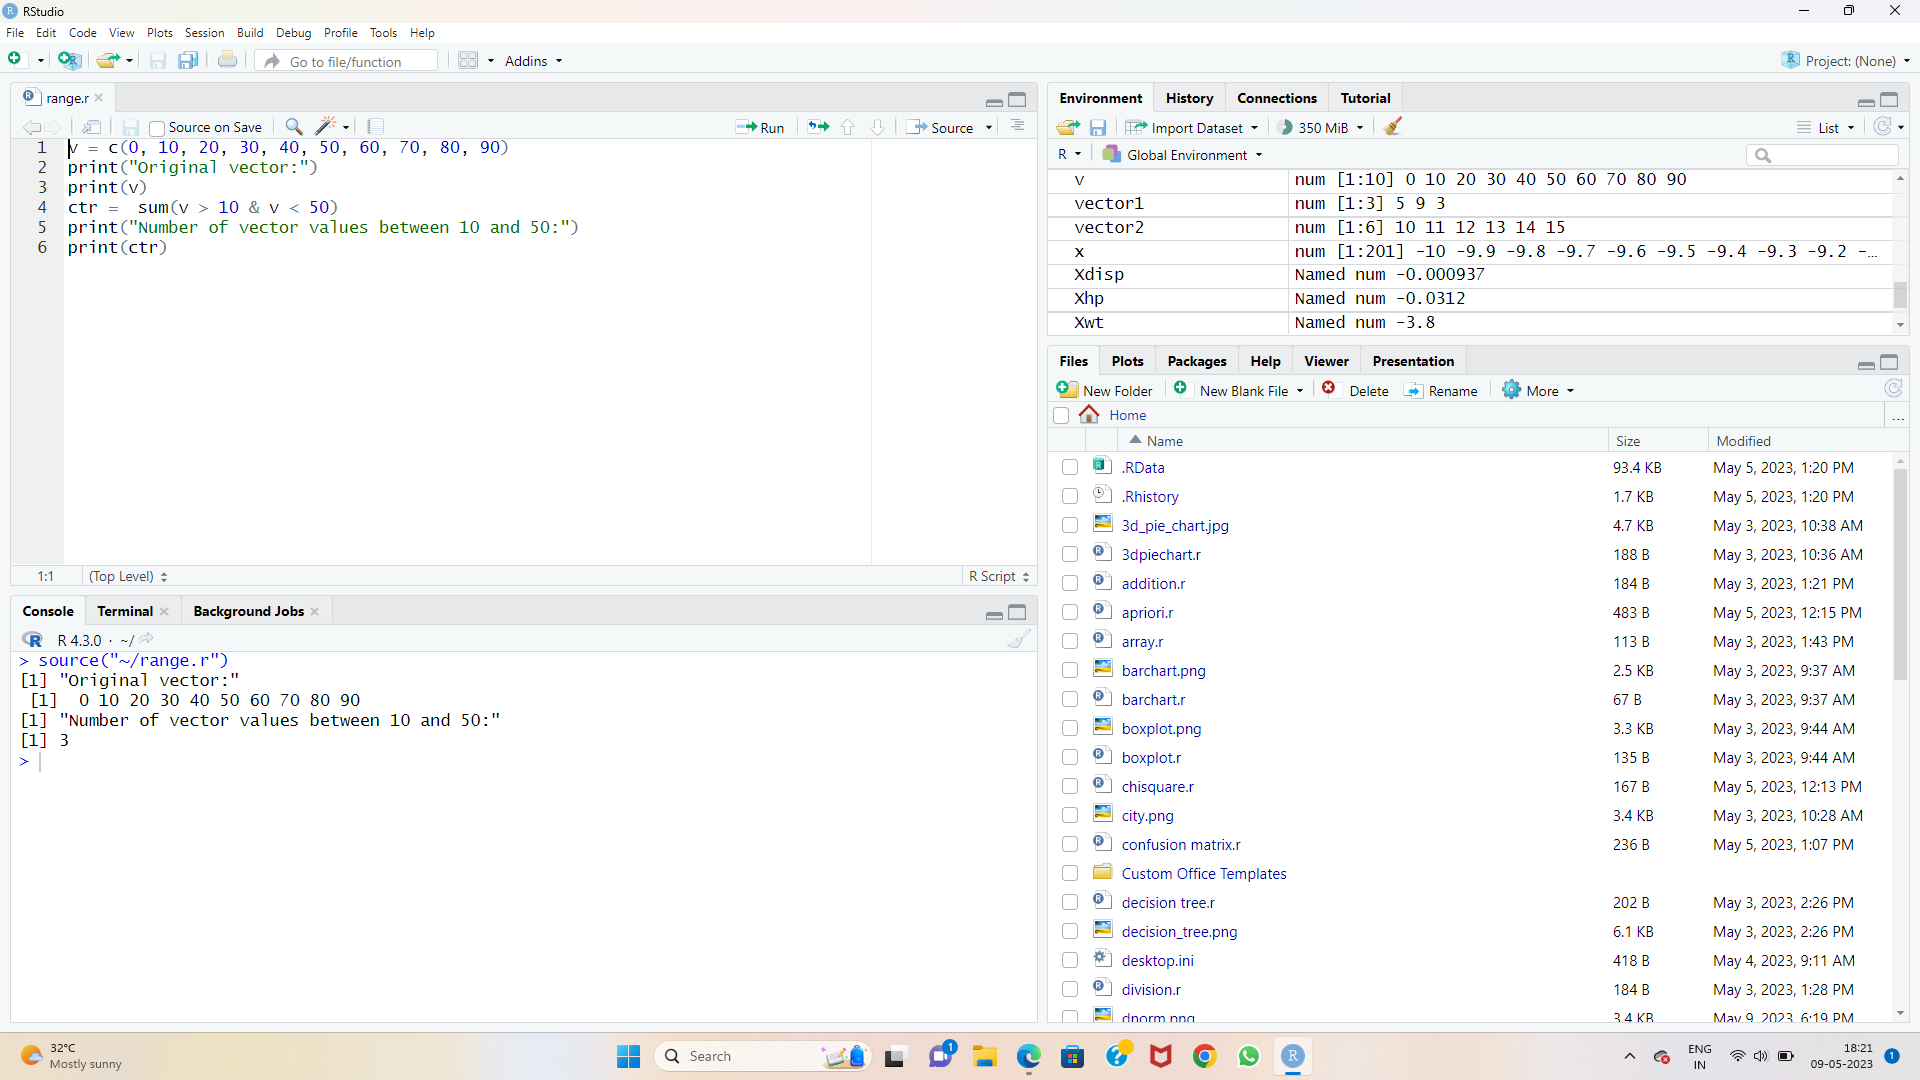 RStudio
File Edit Code View Plots Session Build Debug Profile Tools Help
Go to file/function Addins Project: (None)
range.r
Source on Save Run Source
1 v = c(0, 10, 20, 30, 40, 50, 60, 70, 80, 90)
2 print("Original vector:")
3 print(v)
4 ctr =  sum(v > 10 & v < 50)
5 print("Number of vector values between 10 and 50:")
6 print(ctr)
1:1 (Top Level) R Script
Console Terminal Background Jobs
R 4.3.0 · ~/
> source("~/range.r")
[1] "Original vector:"
 [1]  0 10 20 30 40 50 60 70 80 90
[1] "Number of vector values between 10 and 50:"
[1] 3
>
Environment History Connections Tutorial
Import Dataset 350 MiB List
R Global Environment
v num [1:10] 0 10 20 30 40 50 60 70 80 90
vector1 num [1:3] 5 9 3
vector2 num [1:6] 10 11 12 13 14 15
x num [1:201] -10 -9.9 -9.8 -9.7 -9.6 -9.5 -9.4 -9.3 -9.2 -…
Xdisp Named num -0.000937
Xhp Named num -0.0312
Xwt Named num -3.8
Files Plots Packages Help Viewer Presentation
New Folder New Blank File Delete Rename More
Home ...
Name Size Modified
.RData 93.4 KB May 5, 2023, 1:20 PM
.Rhistory 1.7 KB May 5, 2023, 1:20 PM
3d_pie_chart.jpg 4.7 KB May 3, 2023, 10:38 AM
3dpiechart.r 188 B May 3, 2023, 10:36 AM
addition.r 184 B May 3, 2023, 1:21 PM
apriori.r 483 B May 5, 2023, 12:15 PM
array.r 113 B May 3, 2023, 1:43 PM
barchart.png 2.5 KB May 3, 2023, 9:37 AM
barchart.r 67 B May 3, 2023, 9:37 AM
boxplot.png 3.3 KB May 3, 2023, 9:44 AM
boxplot.r 135 B May 3, 2023, 9:44 AM
chisquare.r 167 B May 5, 2023, 12:13 PM
city.png 3.4 KB May 3, 2023, 10:28 AM
confusion matrix.r 236 B May 5, 2023, 1:07 PM
Custom Office Templates
decision tree.r 202 B May 3, 2023, 2:26 PM
decision_tree.png 6.1 KB May 3, 2023, 2:26 PM
desktop.ini 418 B May 4, 2023, 9:11 AM
division.r 184 B May 3, 2023, 1:28 PM
dnorm.png 3.4 KB May 9, 2023, 6:19 PM
32°C
Mostly sunny
Search
1
ENG
IN
18:21
09-05-2023
1